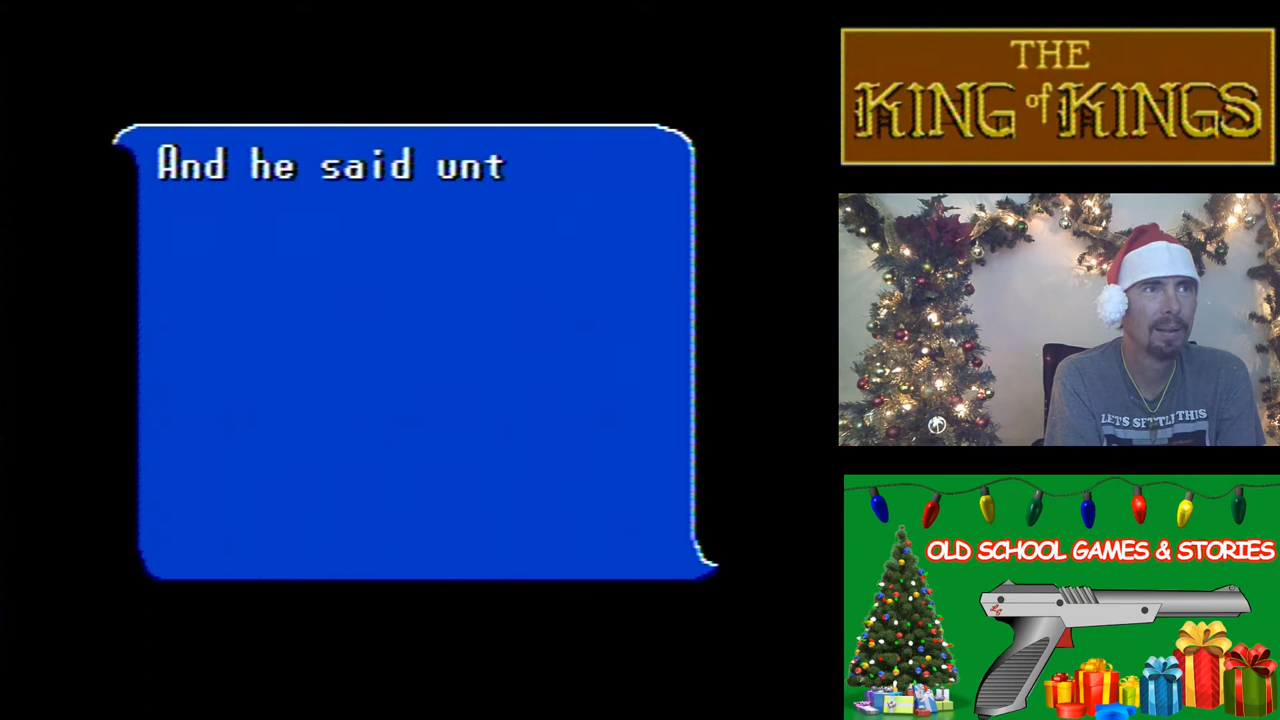 And he said unt
THE
KING of KINGS
LETS SETTLE THIS
OLD SCHOOL GAMES & STORIES